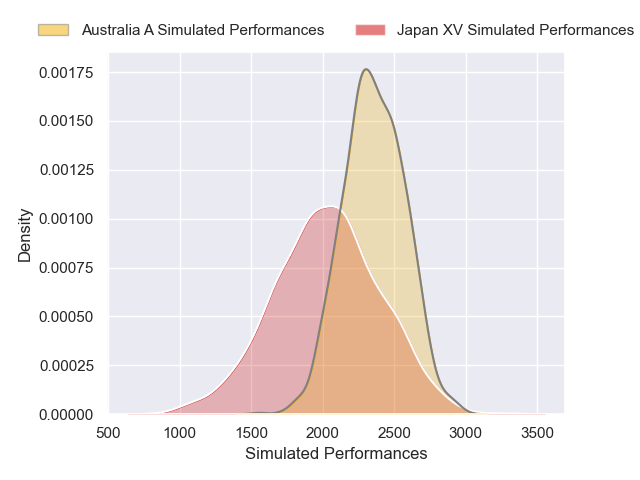 Australia A Simulated Performances
Japan XV Simulated Performances
0.00175
0.00150
0.00125
0.00100
0.00075
0.00050
0.00025
0.00000
Density
500 1000 1500 2000 2500 3000 3500
Simulated Performances